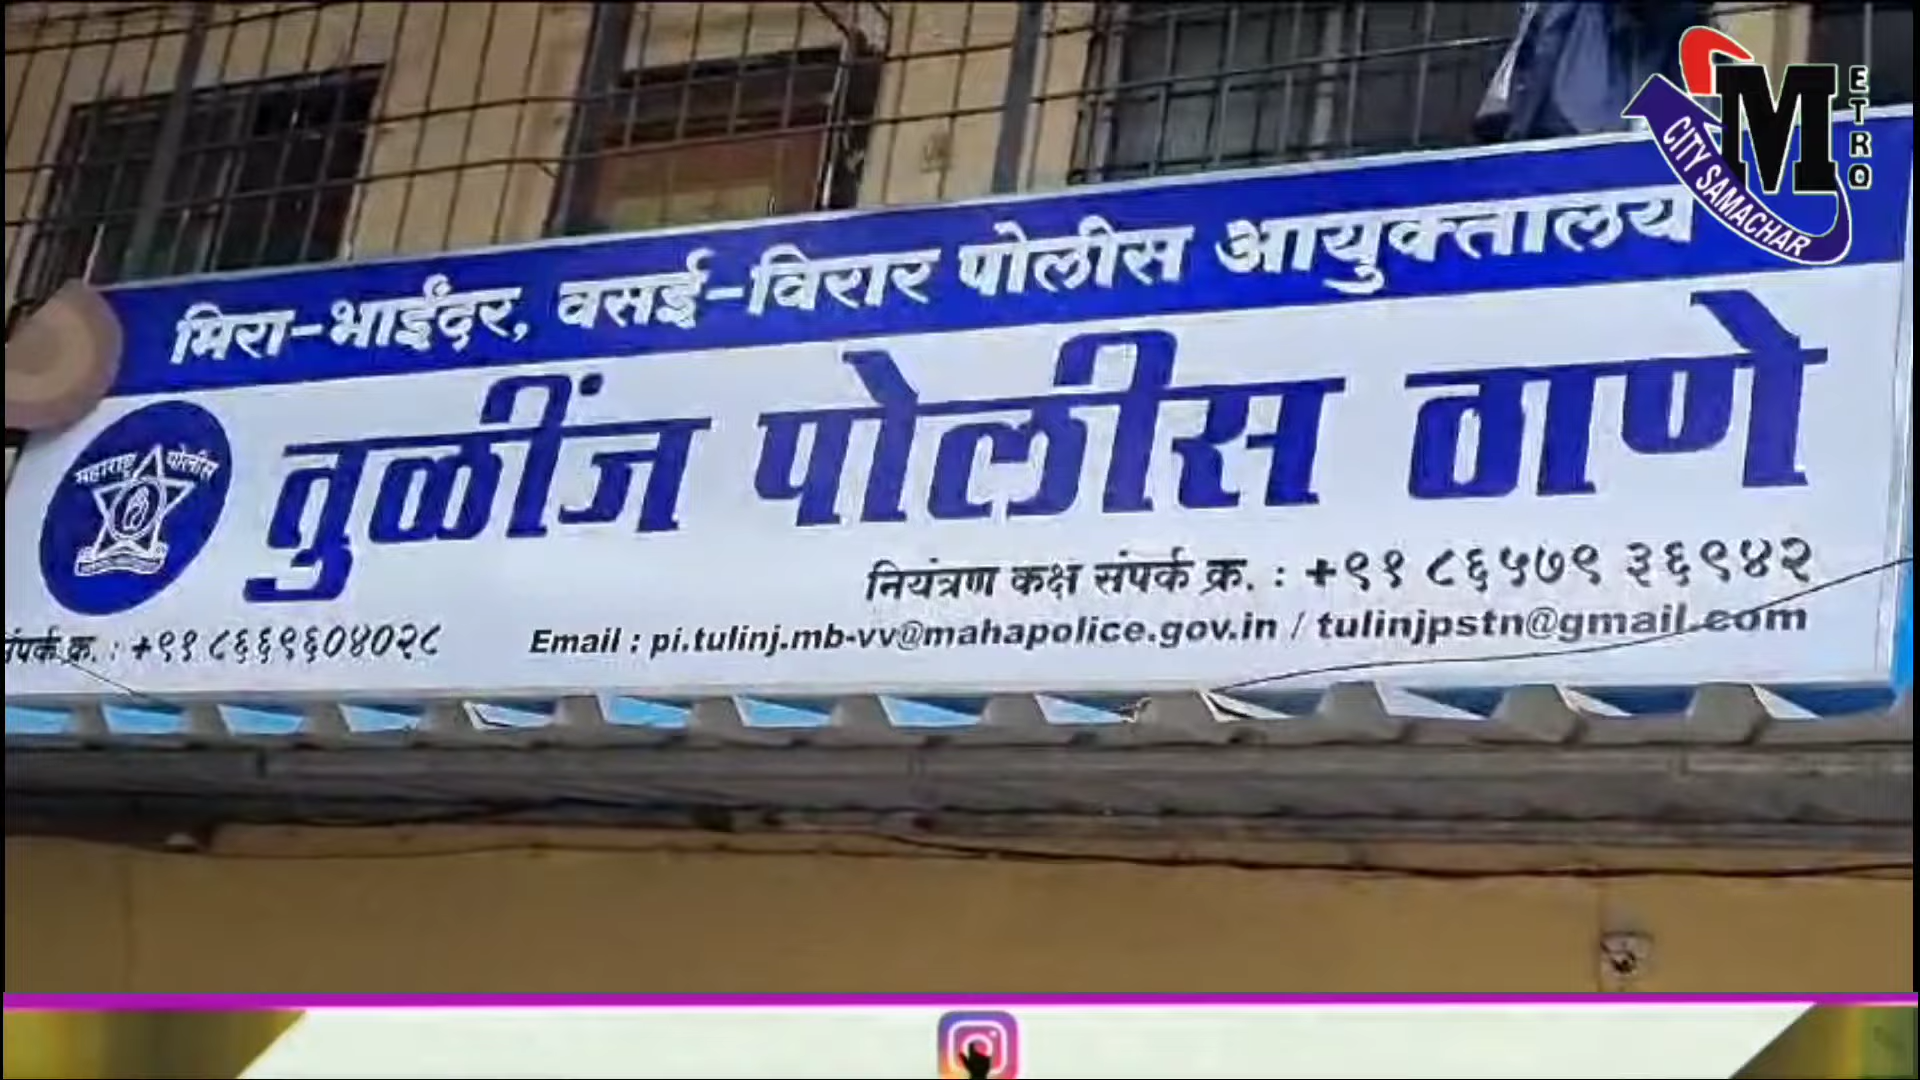 METRO
CITY SAMACHAR
मिरा-भाईंदर, वसई-विरार पोलीस आयुक्तालय
महाराष्ट्र पोलीस
तुळींज पोलीस ठाणे
नियंत्रण कक्ष संपर्क क्र. : +९१ ८६५७९ ३६९४२
संपर्क क्र. : +९१ ८६६९६०४०२८
Email : pi.tulinj.mb-vv@mahapolice.gov.in / tulinjpstn@gmail.com